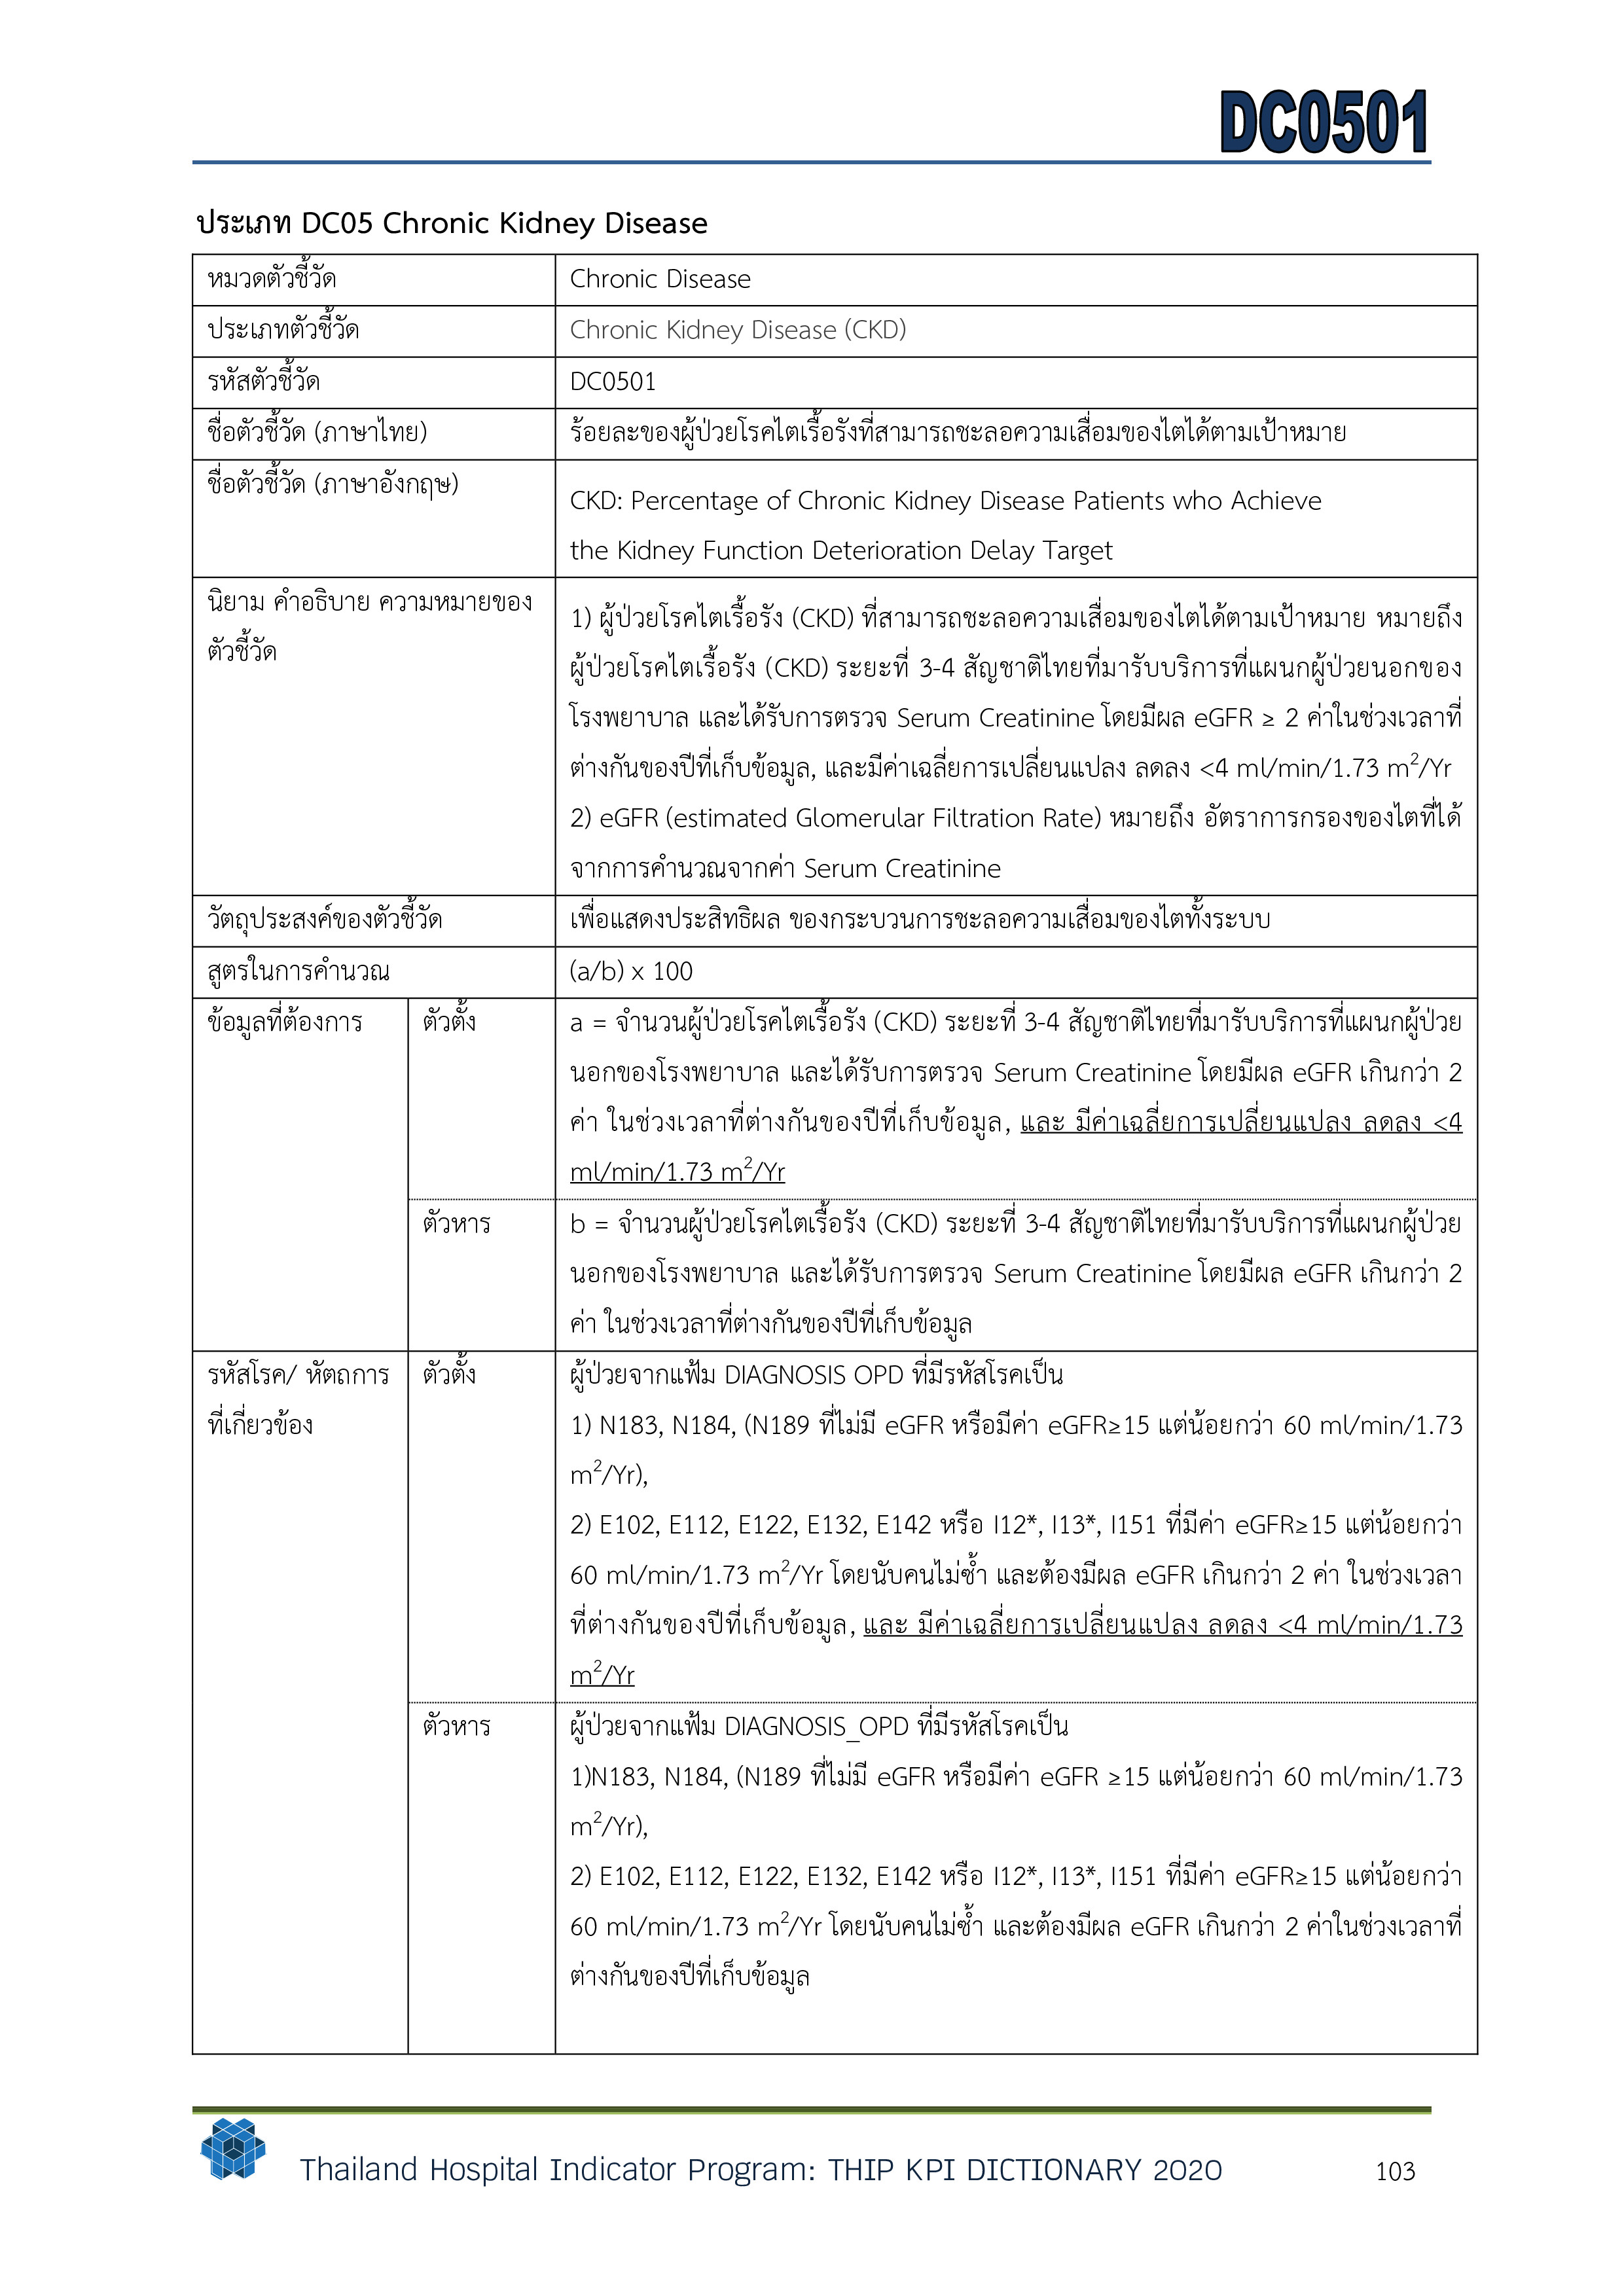 DC0501
ประเภท DC05 Chronic Kidney Disease
หมวดตัวชี้วัด
Chronic Disease
ประเภทตัวชี้วัด
Chronic Kidney Disease (CKD)
รหัสตัวชี้วัด
DC0501
ชื่อตัวชี้วัด (ภาษาไทย)
ร้อยละของผู้ป่วยโรคไตเรื้อรังที่สามารถชะลอความเสื่อมของไตได้ตามเป้าหมาย
ชื่อตัวชี้วัด (ภาษาอังกฤษ)
CKD: Percentage of Chronic Kidney Disease Patients who Achieve
the Kidney Function Deterioration Delay Target
นิยาม คำอธิบาย ความหมายของ
ตัวชี้วัด
1) ผู้ป่วยโรคไตเรื้อรัง (CKD) ที่สามารถชะลอความเสื่อมของไตได้ตามเป้าหมาย หมายถึง
ผู้ป่วยโรคไตเรื้อรัง (CKD) ระยะที่ 3-4 สัญชาติไทยที่มารับบริการที่แผนกผู้ป่วยนอกของ
โรงพยาบาล และได้รับการตรวจ Serum Creatinine โดยมีผล eGFR ≥ 2 ค่าในช่วงเวลาที่
ต่างกันของปีที่เก็บข้อมูล, และมีค่าเฉลี่ยการเปลี่ยนแปลง ลดลง <4 ml/min/1.73 m²/Yr
2) eGFR (estimated Glomerular Filtration Rate) หมายถึง อัตราการกรองของไตที่ได้
จากการคำนวณจากค่า Serum Creatinine
วัตถุประสงค์ของตัวชี้วัด
เพื่อแสดงประสิทธิผล ของกระบวนการชะลอความเสื่อมของไตทั้งระบบ
สูตรในการคำนวณ
(a/b) x 100
ข้อมูลที่ต้องการ
ตัวตั้ง
a = จำนวนผู้ป่วยโรคไตเรื้อรัง (CKD) ระยะที่ 3-4 สัญชาติไทยที่มารับบริการที่แผนกผู้ป่วย
นอกของโรงพยาบาล และได้รับการตรวจ Serum Creatinine โดยมีผล eGFR เกินกว่า 2
ค่า ในช่วงเวลาที่ต่างกันของปีที่เก็บข้อมูล, และ มีค่าเฉลี่ยการเปลี่ยนแปลง ลดลง <4
ml/min/1.73 m²/Yr
ตัวหาร
b = จำนวนผู้ป่วยโรคไตเรื้อรัง (CKD) ระยะที่ 3-4 สัญชาติไทยที่มารับบริการที่แผนกผู้ป่วย
นอกของโรงพยาบาล และได้รับการตรวจ Serum Creatinine โดยมีผล eGFR เกินกว่า 2
ค่า ในช่วงเวลาที่ต่างกันของปีที่เก็บข้อมูล
รหัสโรค/ หัตถการ
ที่เกี่ยวข้อง
ตัวตั้ง
ผู้ป่วยจากแฟ้ม DIAGNOSIS OPD ที่มีรหัสโรคเป็น
1) N183, N184, (N189 ที่ไม่มี eGFR หรือมีค่า eGFR≥15 แต่น้อยกว่า 60 ml/min/1.73
m²/Yr),
2) E102, E112, E122, E132, E142 หรือ I12*, I13*, I151 ที่มีค่า eGFR≥15 แต่น้อยกว่า
60 ml/min/1.73 m²/Yr โดยนับคนไม่ซ้ำ และต้องมีผล eGFR เกินกว่า 2 ค่า ในช่วงเวลา
ที่ต่างกันของปีที่เก็บข้อมูล, และ มีค่าเฉลี่ยการเปลี่ยนแปลง ลดลง <4 ml/min/1.73
m²/Yr
ตัวหาร
ผู้ป่วยจากแฟ้ม DIAGNOSIS_OPD ที่มีรหัสโรคเป็น
1)N183, N184, (N189 ที่ไม่มี eGFR หรือมีค่า eGFR ≥15 แต่น้อยกว่า 60 ml/min/1.73
m²/Yr),
2) E102, E112, E122, E132, E142 หรือ I12*, I13*, I151 ที่มีค่า eGFR≥15 แต่น้อยกว่า
60 ml/min/1.73 m²/Yr โดยนับคนไม่ซ้ำ และต้องมีผล eGFR เกินกว่า 2 ค่าในช่วงเวลาที่
ต่างกันของปีที่เก็บข้อมูล
Thailand Hospital Indicator Program: THIP KPI DICTIONARY 2020
103